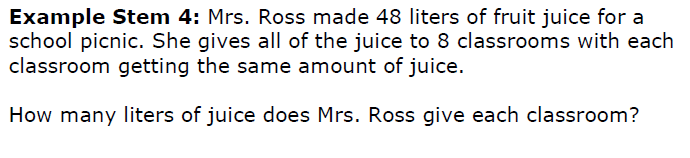 Example Stem 4: Mrs. Ross made 48 liters of fruit juice for a
school picnic. She gives all of the juice to 8 classrooms with each
classroom getting the same amount of juice.
How many liters of juice does Mrs. Ross give each classroom?